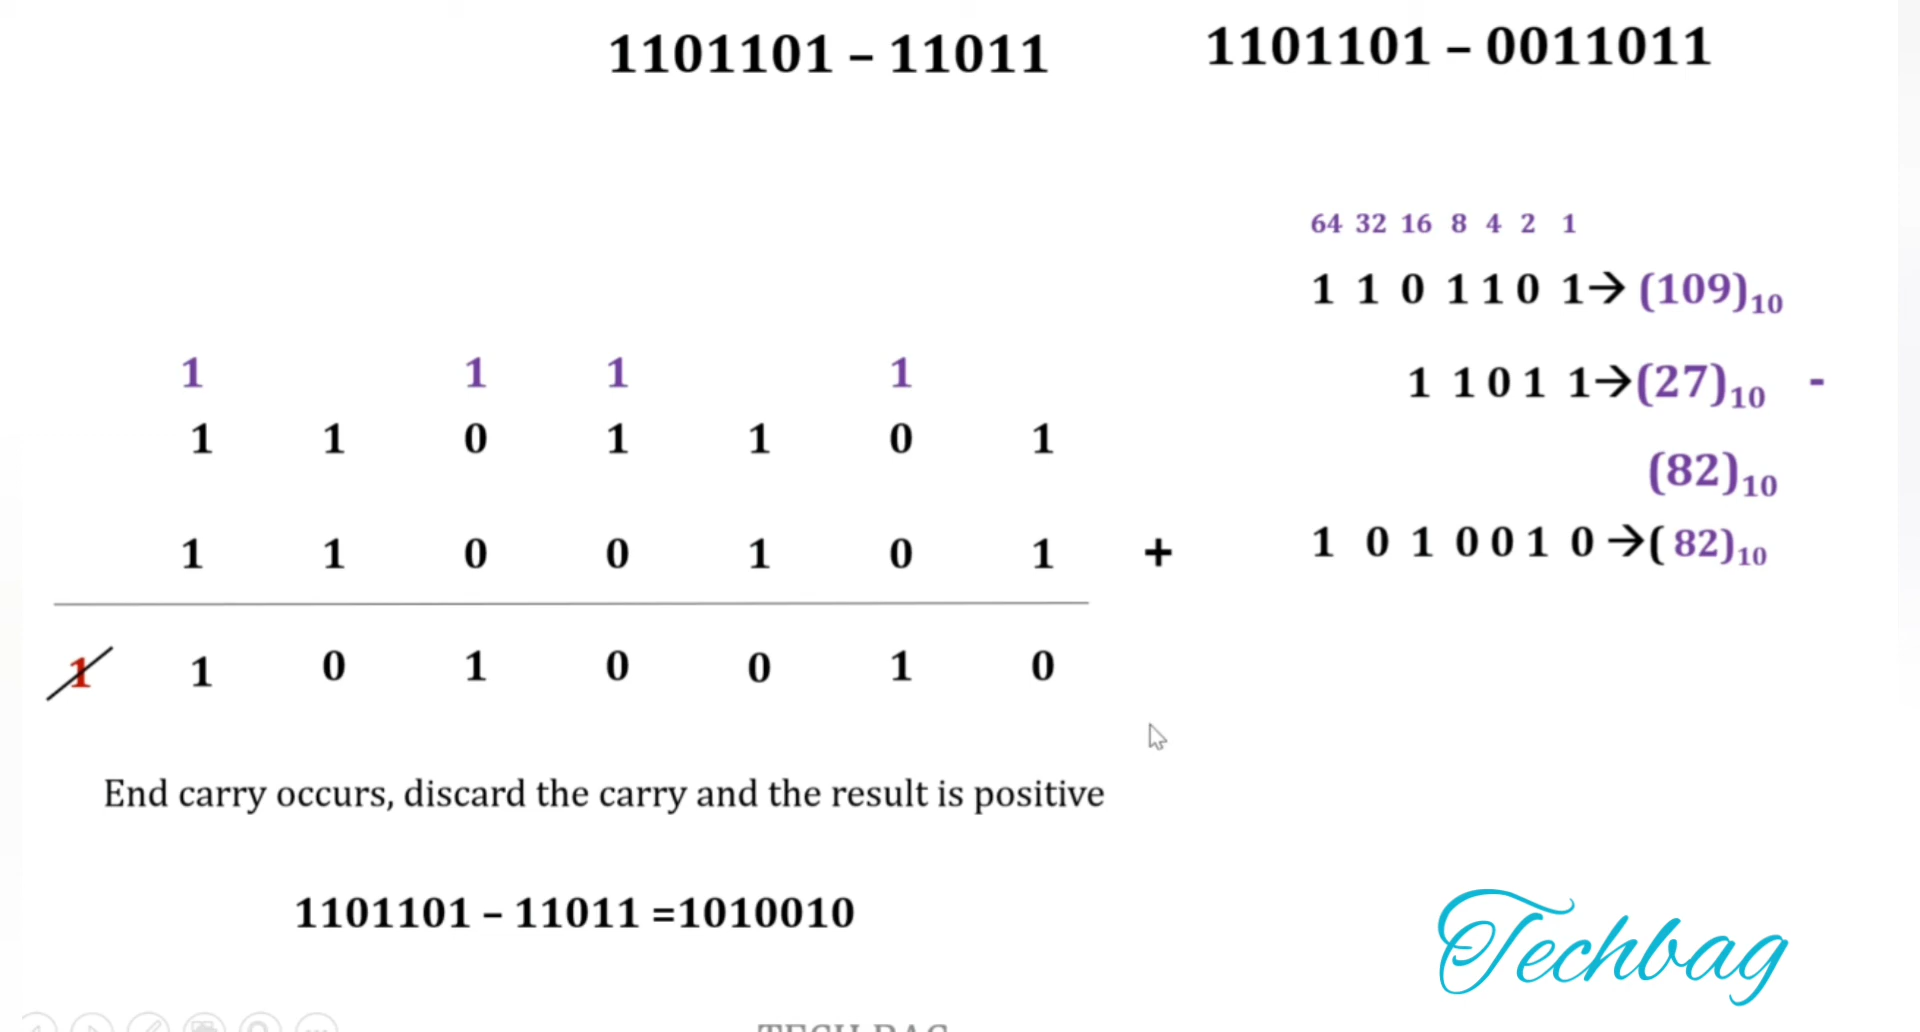 1101101 – 11011
1101101 – 0011011
64 32 16 8 4 2 1
1 1 0 1 1 0 1→ (109)₁₀
1 1 0 1 1→(27)₁₀ -
(82)₁₀
1 0 1 0 0 1 0 →( 82)₁₀
1 1 1 1
1 1 0 1 1 0 1
1 1 0 0 1 0 1 +
1 1 0 1 0 0 1 0
End carry occurs, discard the carry and the result is positive
1101101 – 11011 =1010010
Techbag
TECH BAG